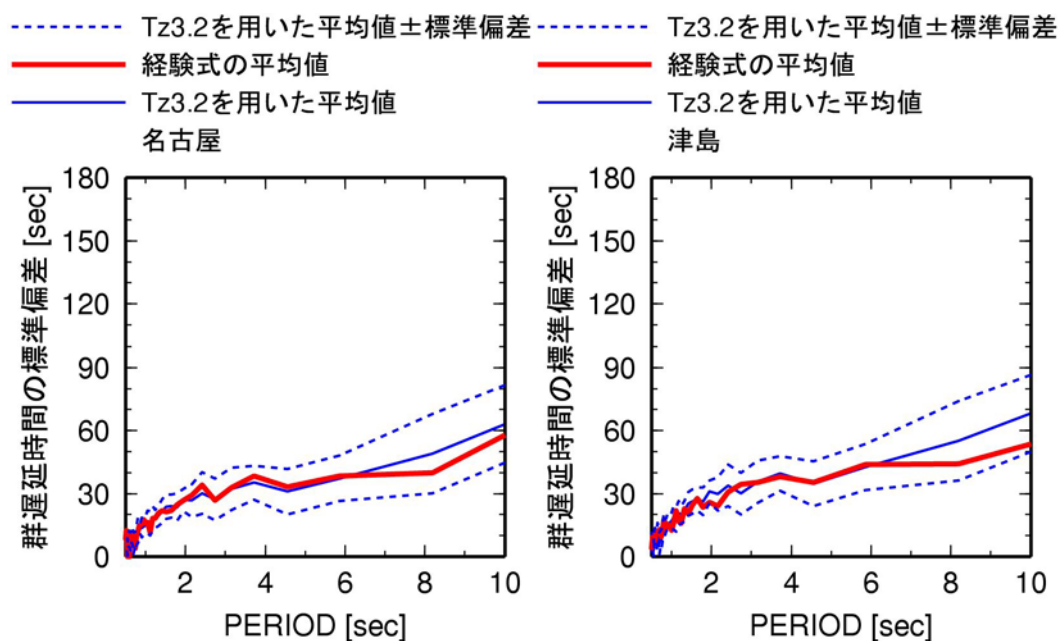 Tz3.2を用いた平均値±標準偏差
経験式の平均値
Tz3.2を用いた平均値
名古屋
180
150
120
90
60
30
0
群遅延時間の標準偏差 [sec]
2
4
6
8
10
PERIOD [sec]
Tz3.2を用いた平均値±標準偏差
経験式の平均値
Tz3.2を用いた平均値
津島
180
150
120
90
60
30
0
群遅延時間の標準偏差 [sec]
2
4
6
8
10
PERIOD [sec]